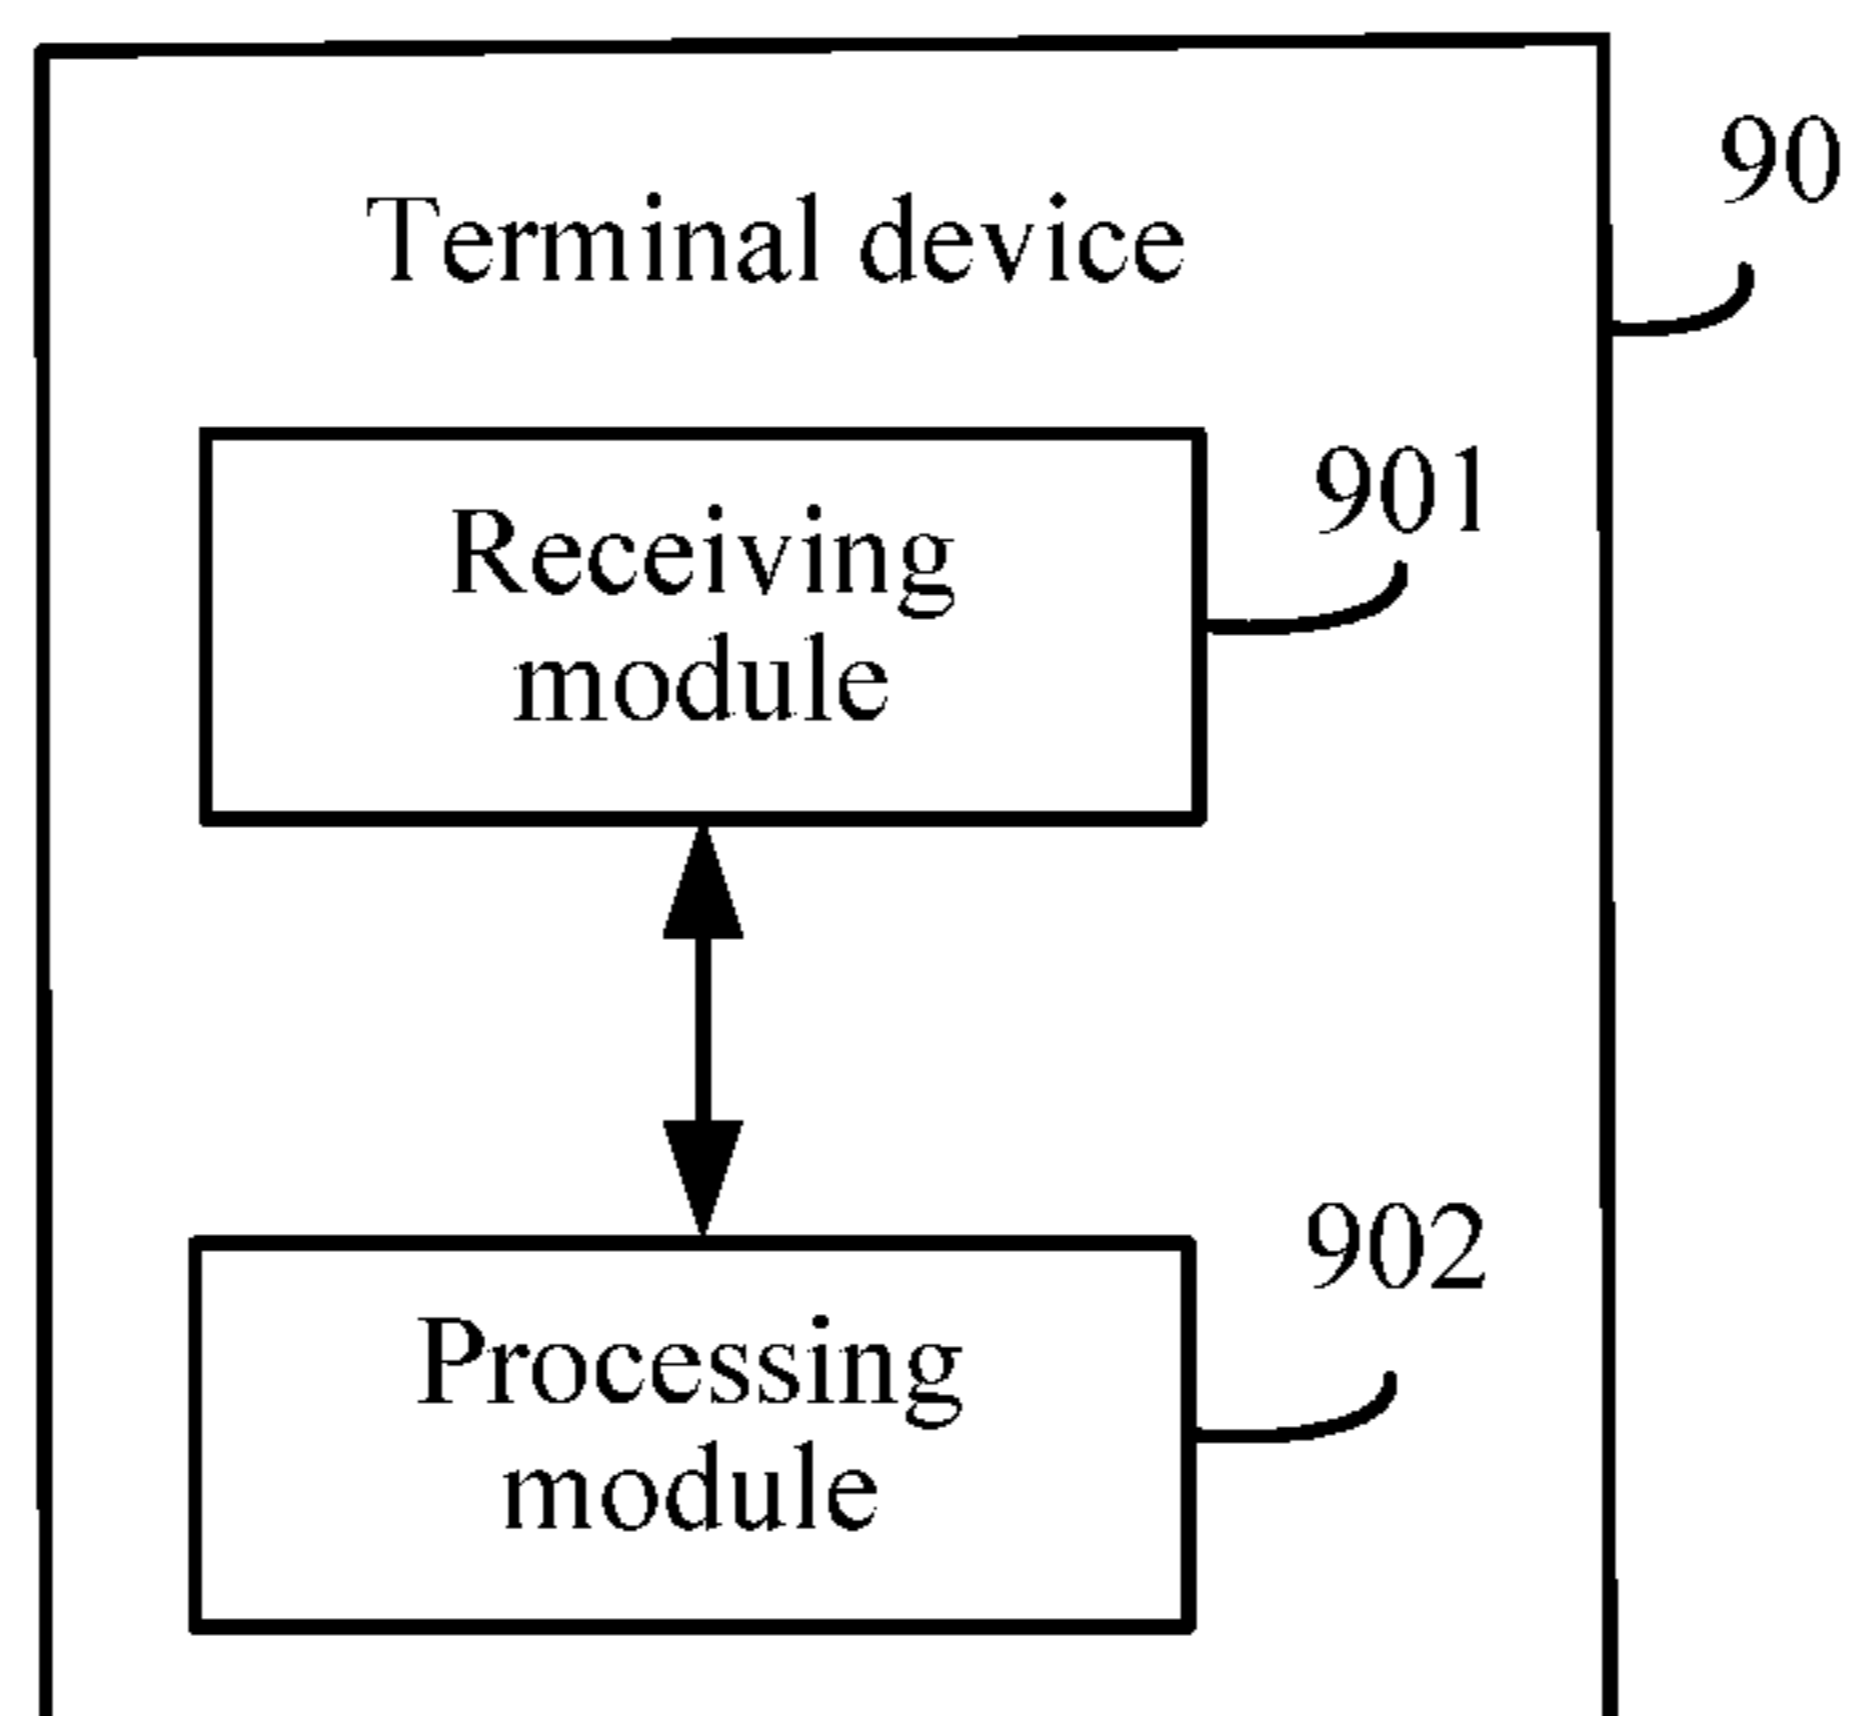 90
Terminal device
901
Receiving
module
902
Processing
module